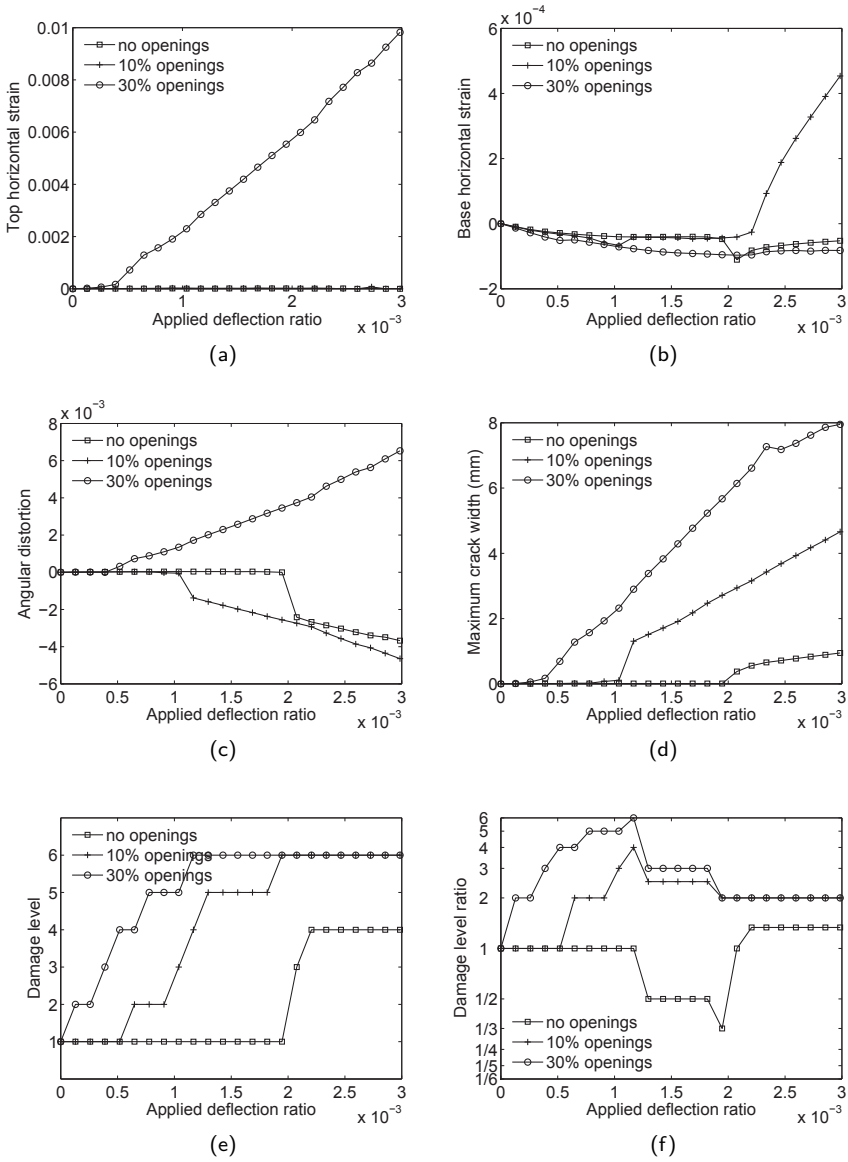 no openings
10% openings
30% openings
0.01
0.008
0.006
0.004
0.002
0
Top horizontal strain
0 1 2 3
Applied deflection ratio
x 10−3
(a)
x 10−4
no openings
10% openings
30% openings
6
4
2
0
−2
Base horizontal strain
0 0.5 1 1.5 2 2.5 3
Applied deflection ratio
x 10−3
(b)
x 10−3
no openings
10% openings
30% openings
8
6
4
2
0
−2
−4
−6
Angular distortion
0 0.5 1 1.5 2 2.5 3
Applied deflection ratio
x 10−3
(c)
no openings
10% openings
30% openings
8
6
4
2
0
Maximum crack width (mm)
0 0.5 1 1.5 2 2.5 3
Applied deflection ratio
x 10−3
(d)
no openings
10% openings
30% openings
6
5
4
3
2
1
Damage level
0 0.5 1 1.5 2 2.5 3
Applied deflection ratio
x 10−3
(e)
6
5
4
3
2
1
1/2
1/3
1/4
1/5
1/6
Damage level ratio
no openings
10% openings
30% openings
0 0.5 1 1.5 2 2.5 3
Applied deflection ratio
x 10−3
(f)